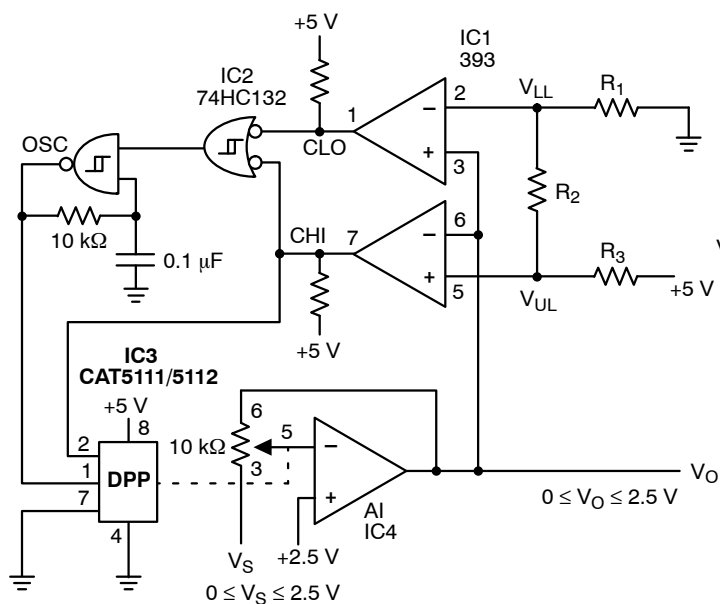 +5 V
IC1
393
IC2
74HC132
OSC
1
−
2
V_LL
R₁
CLO
+
3
R₂
10 kΩ
0.1 µF
CHI
7
−
6
+
5
V_UL
R₃
+5 V
+5 V
IC3
CAT5111/5112
+5 V
8
2
1
7
4
DPP
10 kΩ
6
5
3
−
+
AI
IC4
V_S
+2.5 V
0 ≤ V_S ≤ 2.5 V
V_O
0 ≤ V_O ≤ 2.5 V